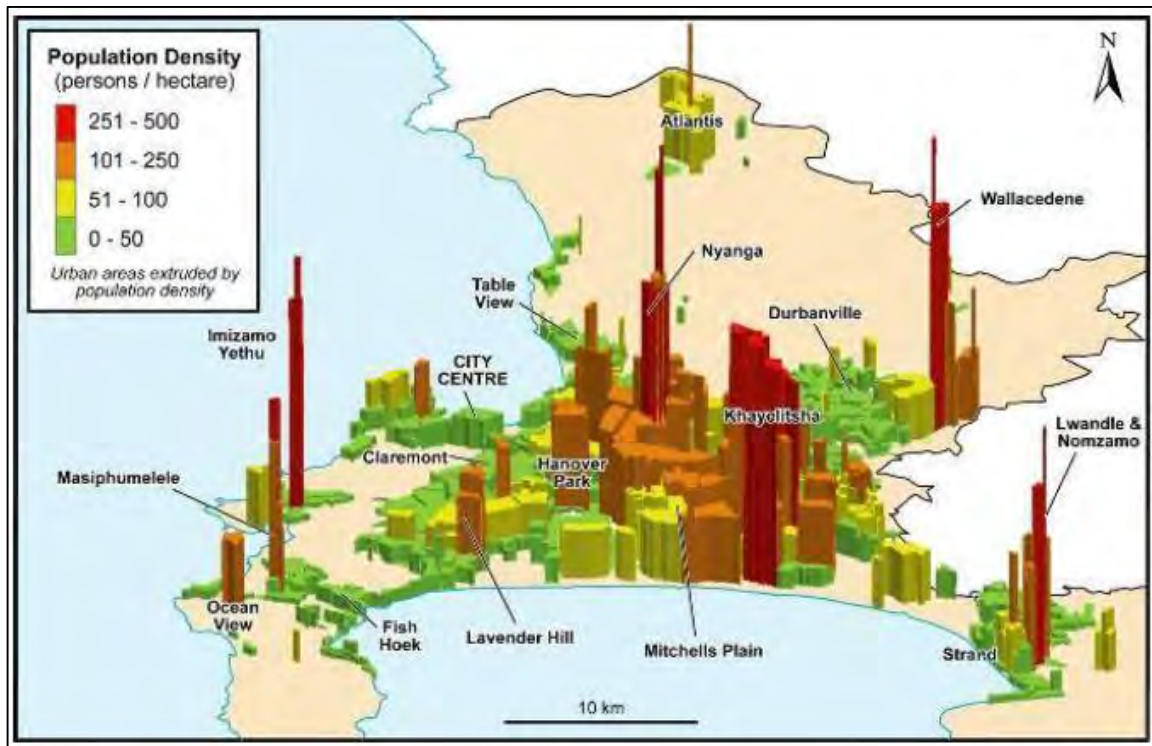 Population Density
(persons / hectare)
251 - 500
101 - 250
51 - 100
0 - 50
Urban areas extruded by
population density
N
Atlantis
Wallacedene
Nyanga
Table
View
Durbanville
Imizamo
Yethu
CITY
CENTRE
Khayolitsha
Lwandle &
Nomzamo
Claremont
Hanover
Park
Masiphumelele
Ocean
View
Fish
Hoek
Lavender Hill
Mitchells Plain
Strand
10 km